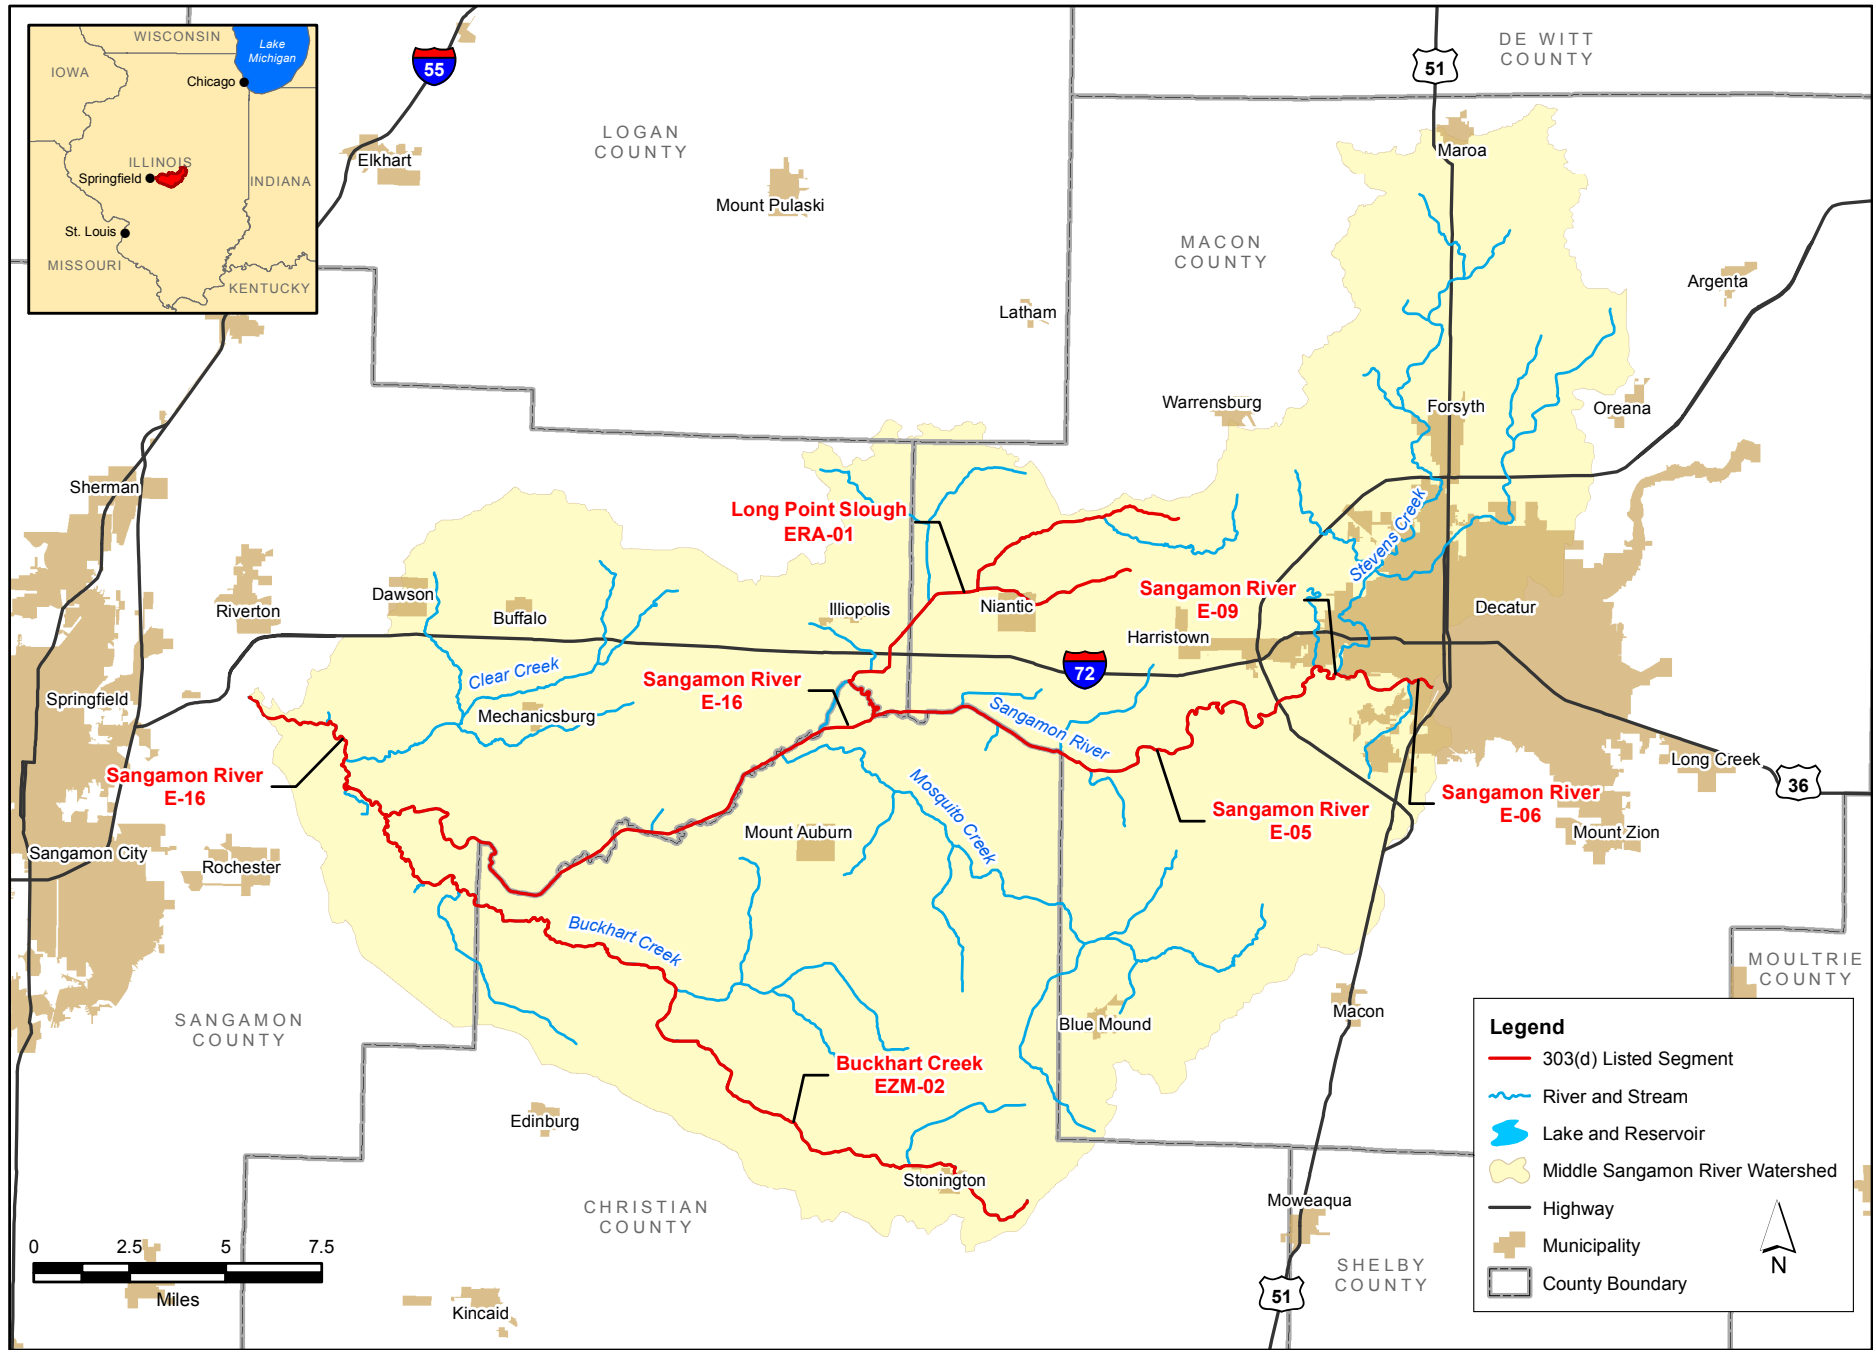 WISCONSIN
Lake
Michigan
IOWA
Chicago
ILLINOIS
Springfield
INDIANA
St. Louis
MISSOURI
KENTUCKY
55
51
DE WITT
COUNTY
LOGAN
COUNTY
Elkhart
Maroa
Mount Pulaski
MACON
COUNTY
Argenta
Latham
Warrensburg
Forsyth
Oreana
Sherman
Long Point Slough
ERA-01
Stevens Creek
Dawson
Riverton
Buffalo
Illiopolis
Niantic
Sangamon River
E-09
Decatur
Harristown
72
Clear Creek
Sangamon River
E-16
Springfield
Mechanicsburg
Sangamon River
Long Creek
36
Sangamon River
E-16
Mosquito Creek
Sangamon River
E-05
Sangamon River
E-06
Mount Auburn
Mount Zion
Sangamon City
Rochester
Buckhart Creek
MOULTRIE
COUNTY
SANGAMON
COUNTY
Blue Mound
Macon
Buckhart Creek
EZM-02
Edinburg
Stonington
CHRISTIAN
COUNTY
Moweaqua
SHELBY
COUNTY
51
Kincaid
0 2.5 5 7.5
Miles
Legend
303(d) Listed Segment
River and Stream
Lake and Reservoir
Middle Sangamon River Watershed
Highway
Municipality
County Boundary
N